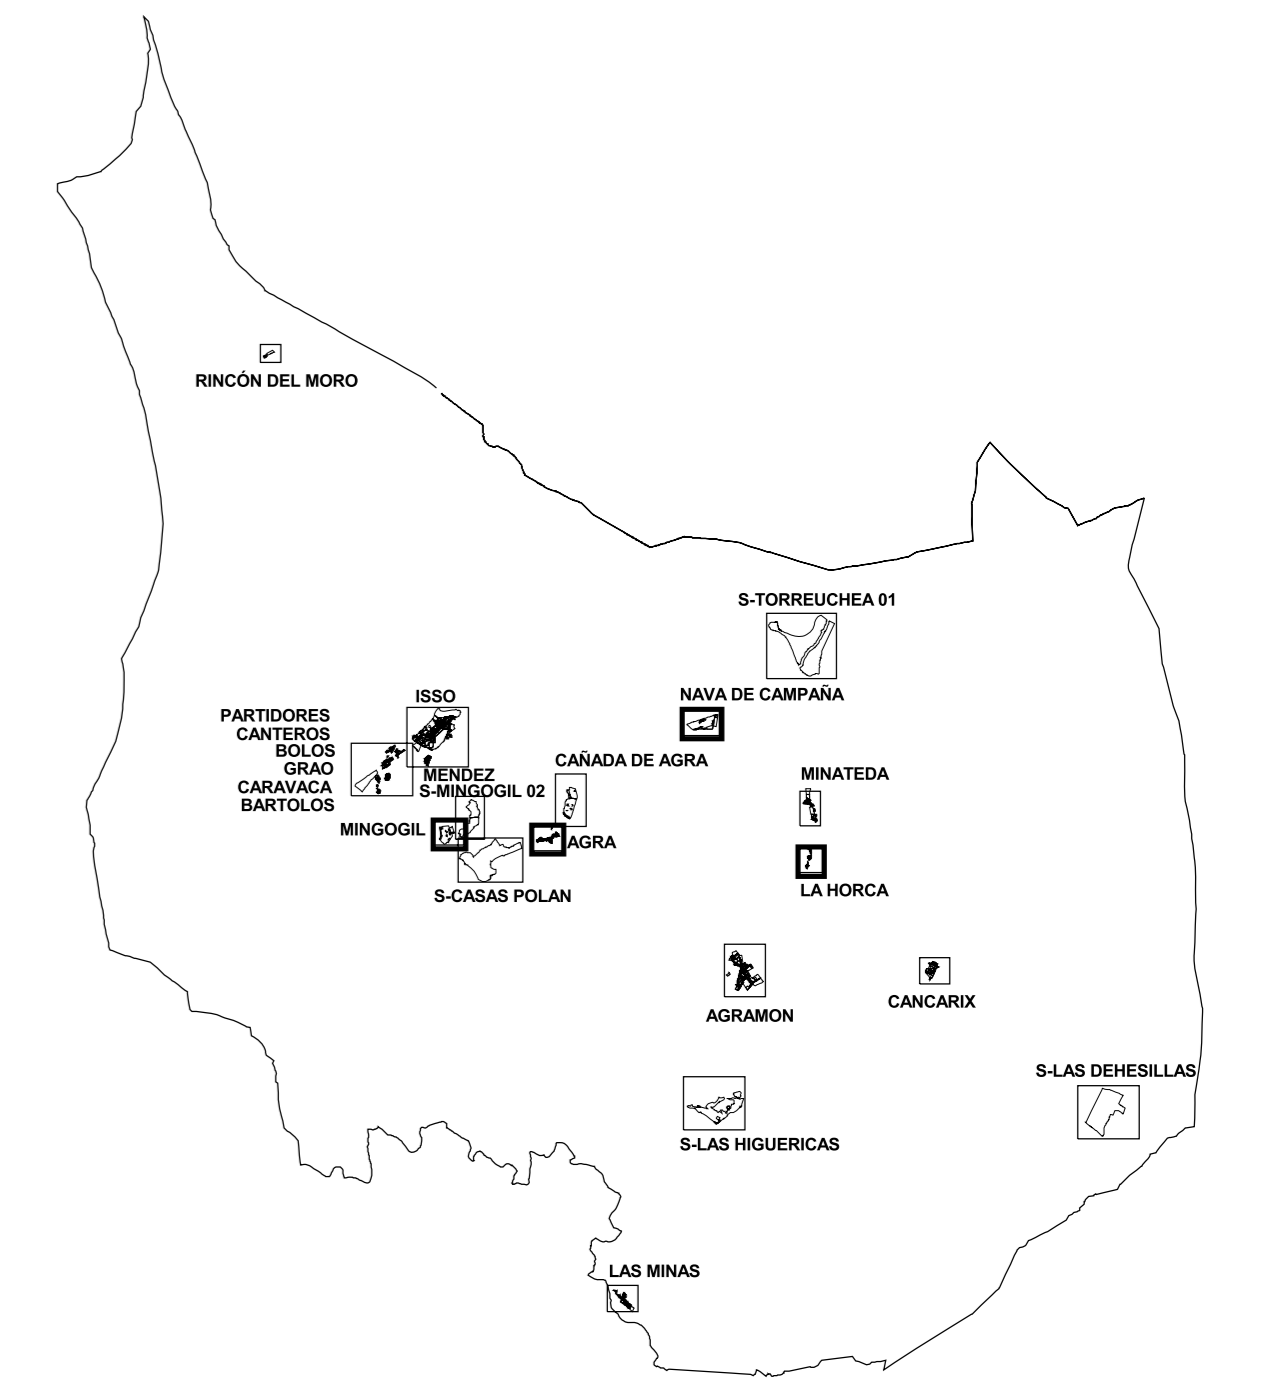 RINCÓN DEL MORO
S-TORREUCHEA 01
NAVA DE CAMPAÑA
ISSO
PARTIDORES
CANTEROS
BOLOS
GRAO
CARAVACA
BARTOLOS
MENDEZ
S-MINGOGIL 02
CAÑADA DE AGRA
MINATEDA
MINGOGIL
AGRA
LA HORCA
S-CASAS POLAN
AGRAMON
CANCARIX
S-LAS DEHESILLAS
S-LAS HIGUERICAS
LAS MINAS